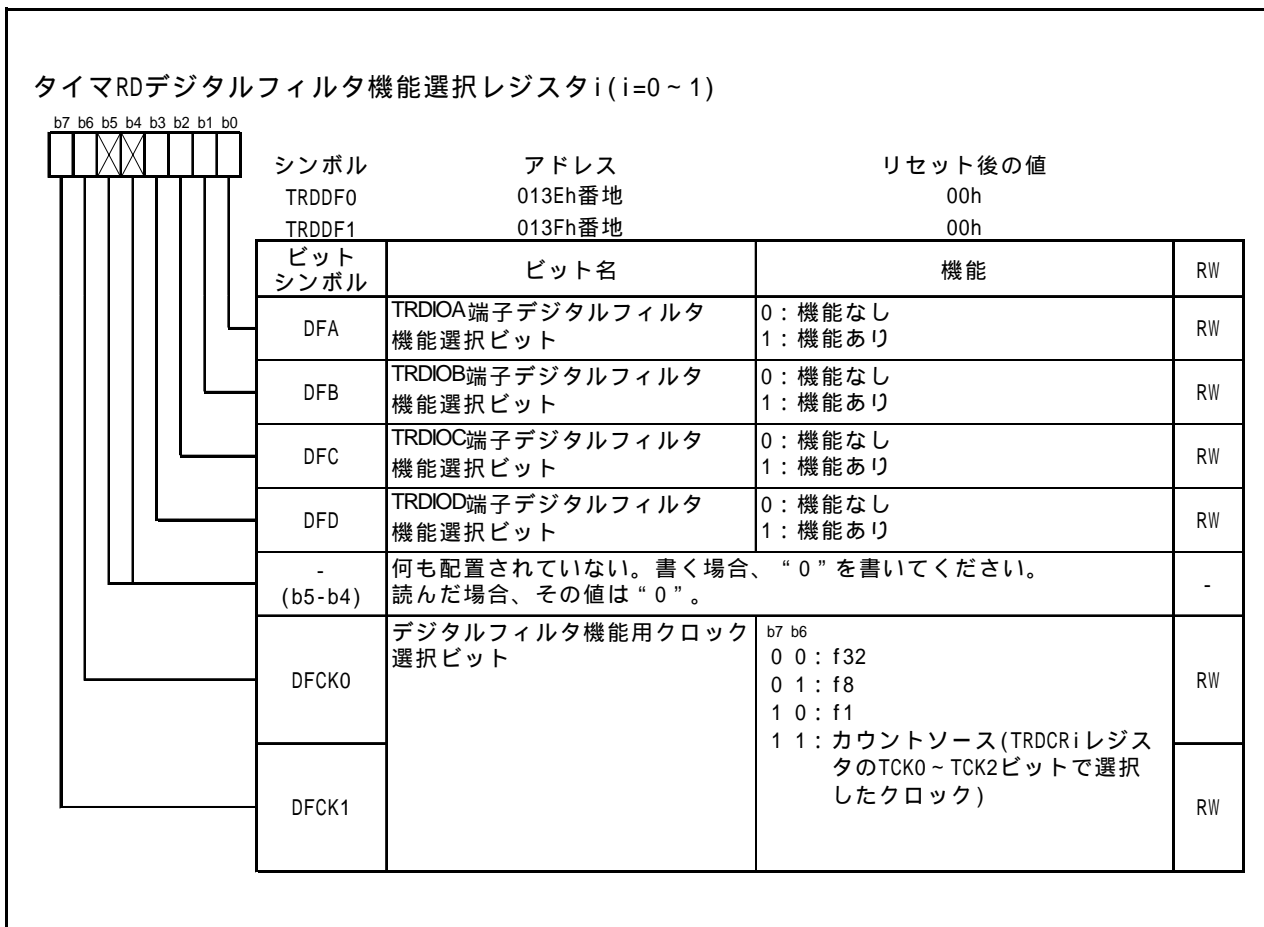 タイマRDデジタルフィルタ機能選択レジスタi(i=0～1)
b7 b6 b5 b4 b3 b2 b1 b0
シンボル アドレス リセット後の値
TRDDF0 013Eh番地 00h
TRDDF1 013Fh番地 00h
ビット
シンボル
ビット名
機能
RW
DFA
TRDIOA端子デジタルフィルタ
機能選択ビット
0：機能なし
1：機能あり
RW
DFB
TRDIOB端子デジタルフィルタ
機能選択ビット
0：機能なし
1：機能あり
RW
DFC
TRDIOC端子デジタルフィルタ
機能選択ビット
0：機能なし
1：機能あり
RW
DFD
TRDIOD端子デジタルフィルタ
機能選択ビット
0：機能なし
1：機能あり
RW
-
(b5-b4)
何も配置されていない。書く場合、“0”を書いてください。
読んだ場合、その値は“0”。
-
DFCK0
デジタルフィルタ機能用クロック
選択ビット
b7 b6
0 0：f32
0 1：f8
1 0：f1
1 1：カウントソース(TRDCRiレジス
タのTCK0～TCK2ビットで選択
したクロック)
RW
DFCK1
RW